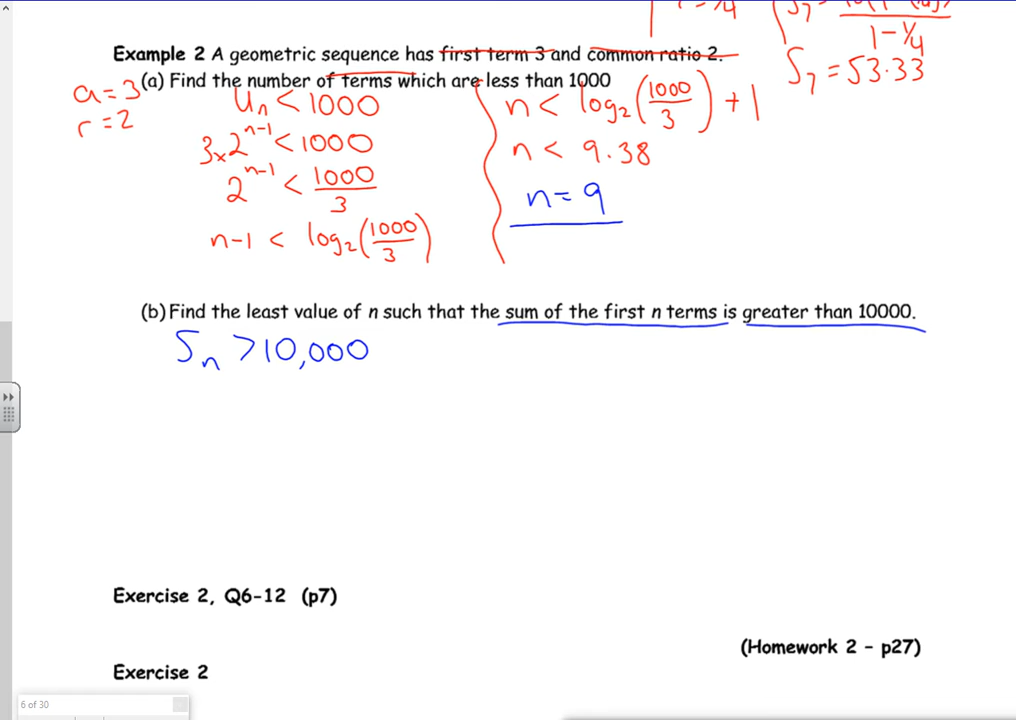 r = 1/4
S₇ =
1 - 1/4
S₇ = 53.33
Example 2 A geometric sequence has first term 3 and common ratio 2.
(a) Find the number of terms which are less than 1000
a = 3
r = 2
uₙ < 1000
3 × 2ⁿ⁻¹ < 1000
2ⁿ⁻¹ < 1000/3
n-1 < log₂(1000/3)
n < log₂(1000/3) + 1
n < 9.38
n = 9
(b) Find the least value of n such that the sum of the first n terms is greater than 10000.
Sₙ > 10,000
Exercise 2, Q6-12 (p7)
(Homework 2 - p27)
Exercise 2
6 of 30